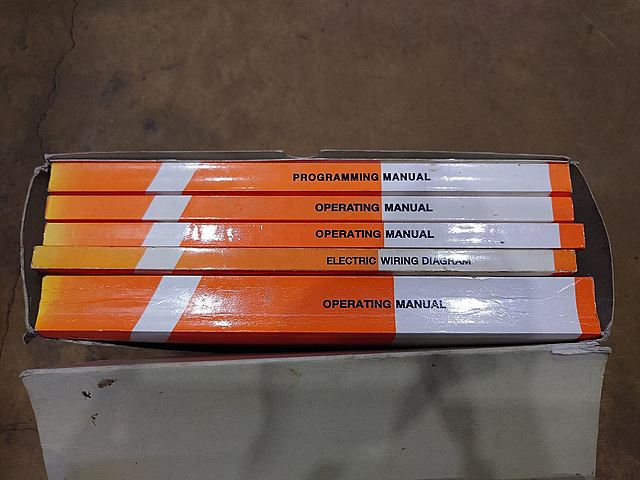 PROGRAMMING MANUAL
OPERATING MANUAL
OPERATING MANUAL
ELECTRIC WIRING DIAGRAM
OPERATING MANUAL